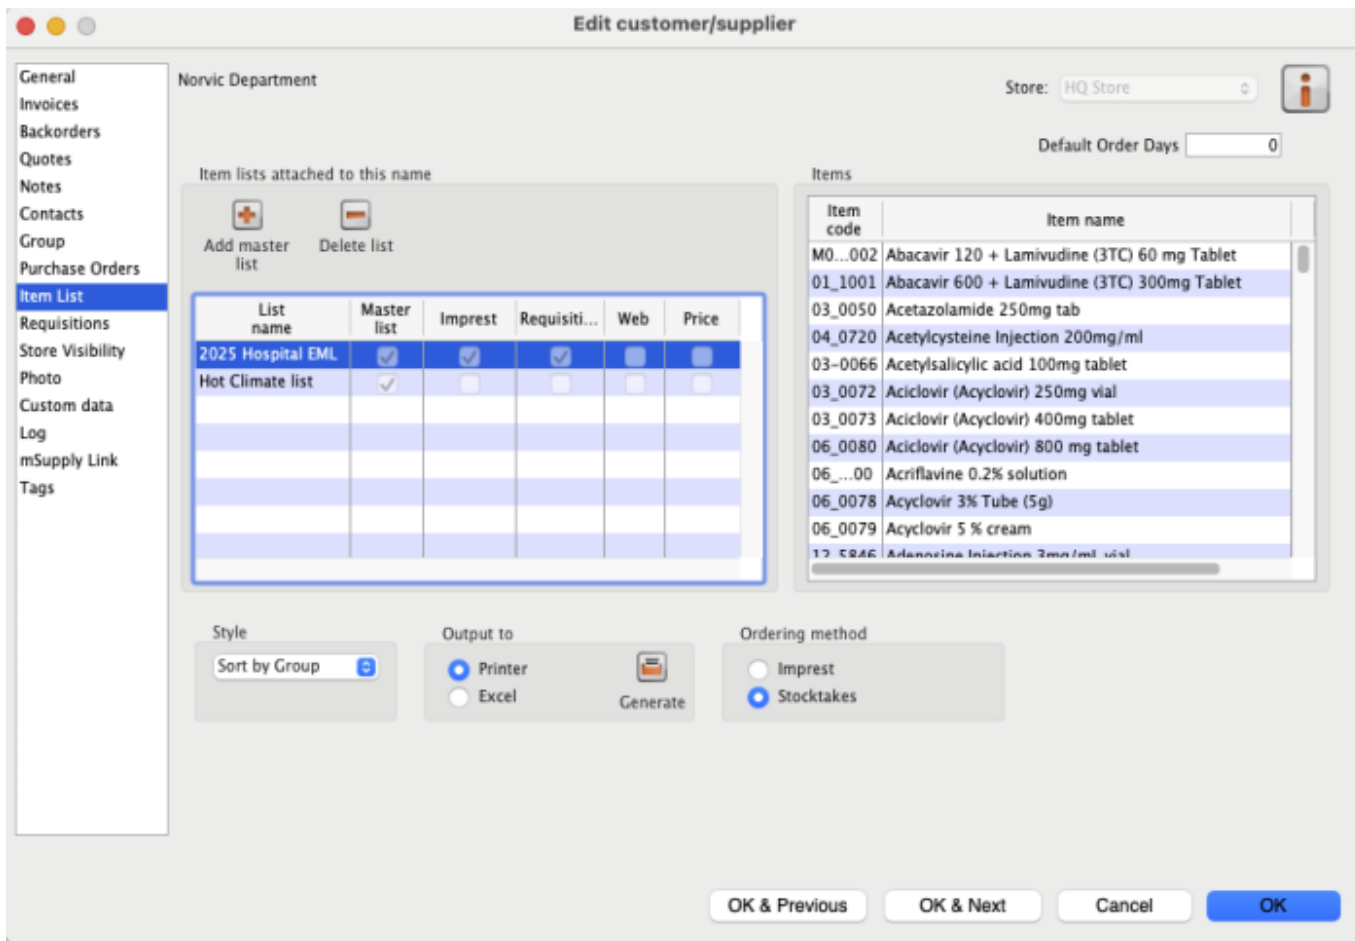 Edit customer/supplier
General
Invoices
Backorders
Quotes
Notes
Contacts
Group
Purchase Orders
Item List
Requisitions
Store Visibility
Photo
Custom data
Log
mSupply Link
Tags
Norvic Department
Store: HQ Store
Default Order Days 0
Item lists attached to this name
Add master list
Delete list
List name Master list Imprest Requisiti... Web Price
2025 Hospital EML
Hot Climate list
Items
Item code Item name
M0...002 Abacavir 120 + Lamivudine (3TC) 60 mg Tablet
01_1001 Abacavir 600 + Lamivudine (3TC) 300mg Tablet
03_0050 Acetazolamide 250mg tab
04_0720 Acetylcysteine Injection 200mg/ml
03-0066 Acetylsalicylic acid 100mg tablet
03_0072 Aciclovir (Acyclovir) 250mg vial
03_0073 Aciclovir (Acyclovir) 400mg tablet
06_0080 Aciclovir (Acyclovir) 800 mg tablet
06_...00 Acriflavine 0.2% solution
06_0078 Acyclovir 3% Tube (5g)
06_0079 Acyclovir 5 % cream
12_5846 Adenosine Injection 3mg/mL vial
Style
Sort by Group
Output to
Printer
Excel
Generate
Ordering method
Imprest
Stocktakes
OK & Previous
OK & Next
Cancel
OK